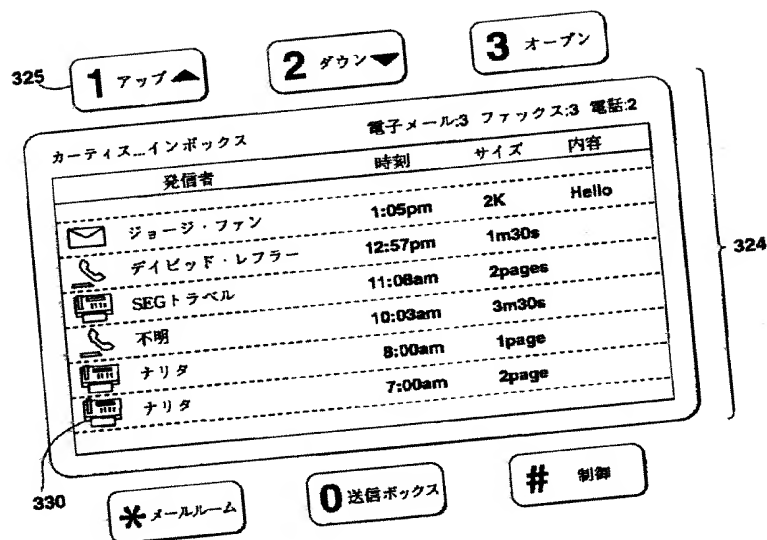 325 1 アップ▲ 2 ダウン▼ 3 オープン
カーティス...インボックス 電子メール:3 ファックス:3 電話:2
発信者 時刻 サイズ 内容
ジョージ・ファン 1:05pm 2K Hello
デイビッド・レフラー 12:57pm 1m30s
SEGトラベル 11:08am 2pages
不明 10:03am 3m30s
ナリタ 8:00am 1page
ナリタ 7:00am 2page
324
330
* メールルーム 0 送信ボックス # 制御